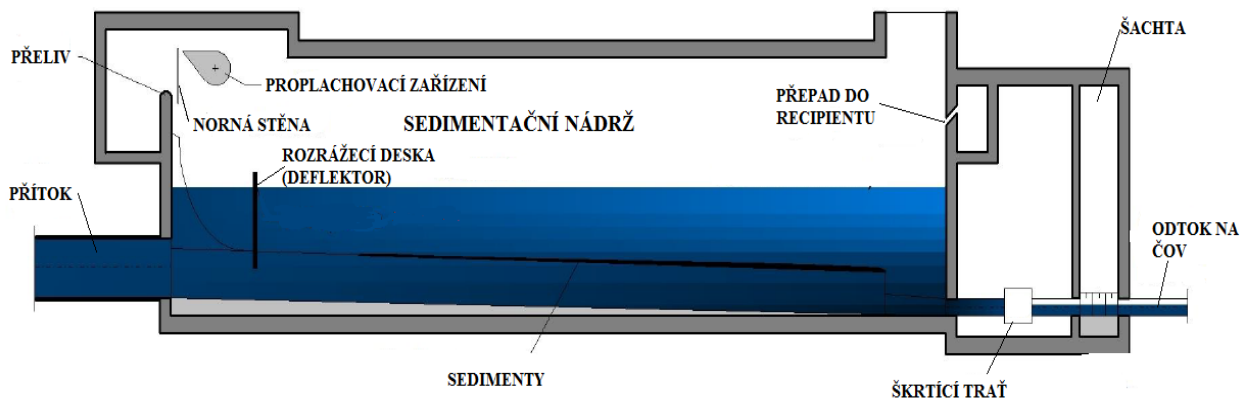 ŠACHTA
PŘELIV
PROPLACHOVACÍ ZAŘÍZENÍ
NORNÁ STĚNA
SEDIMENTAČNÍ NÁDRŽ
PŘEPAD DO
RECIPIENTU
ROZRÁŽECÍ DESKA
(DEFLEKTOR)
PŘÍTOK
ODTOK NA
ČOV
SEDIMENTY
ŠKRTÍCÍ TRAŤ